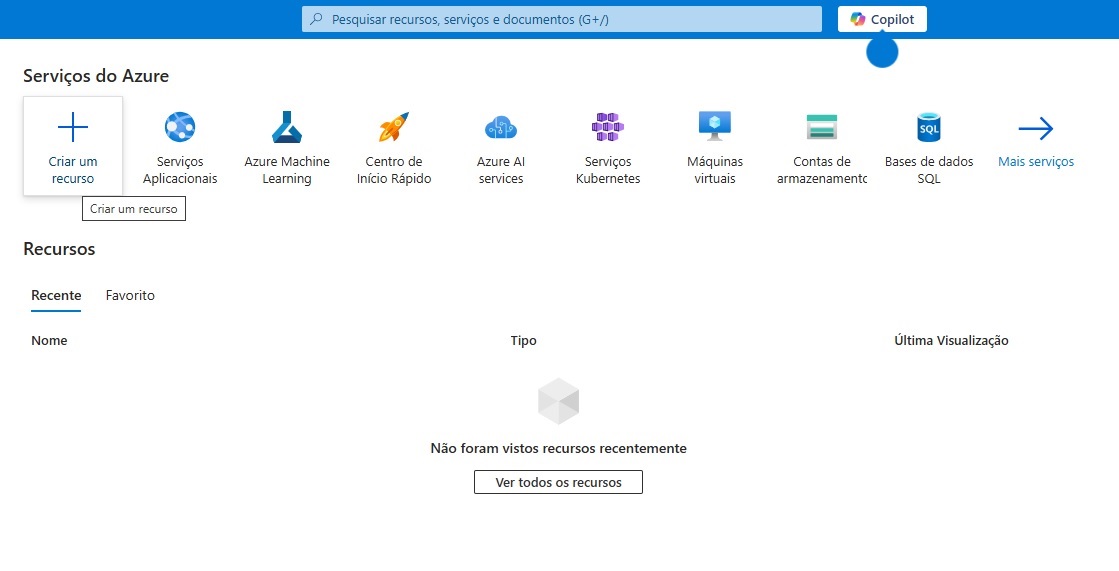 Pesquisar recursos, serviços e documentos (G+/)
Copilot
Serviços do Azure
Criar um
recurso
Serviços
Aplicacionais
Azure Machine
Learning
Centro de
Início Rápido
Azure AI
services
Serviços
Kubernetes
Máquinas
virtuais
Contas de
armazenamento
SQL
Bases de dados
SQL
Mais serviços
Criar um recurso
Recursos
Recente
Favorito
Nome
Tipo
Última Visualização
Não foram vistos recursos recentemente
Ver todos os recursos